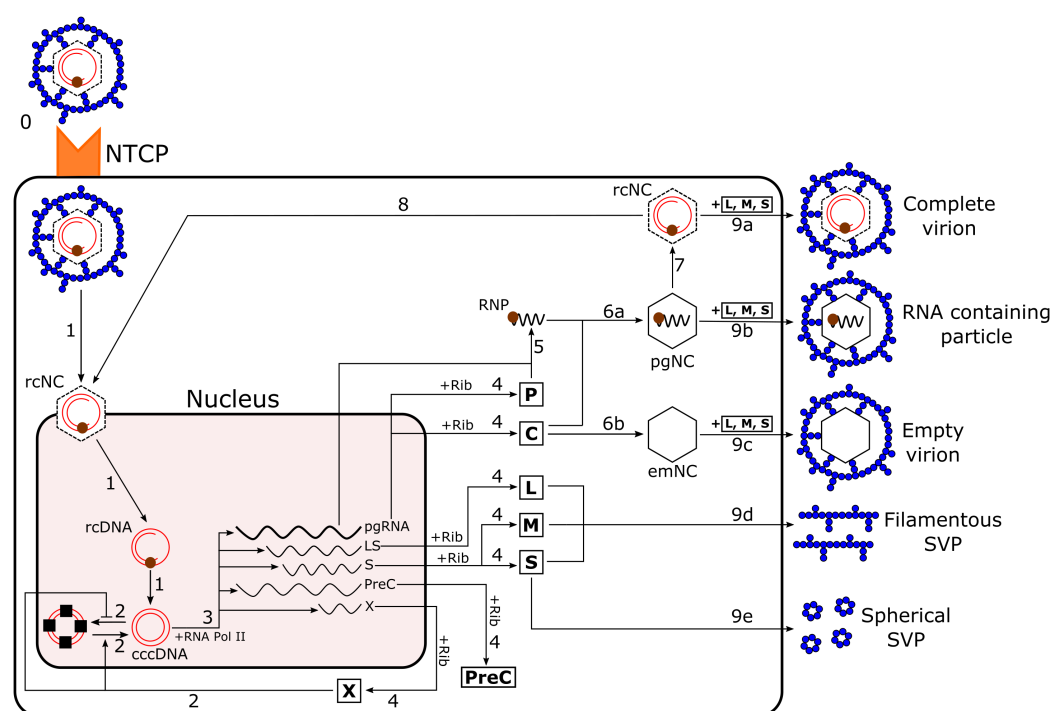 0
NTCP
rcNC
8
+ L, M, S
9a
Complete
virion
7
1
RNP
6a
5
pgNC
+ L, M, S
9b
RNA containing
particle
rcNC
Nucleus
+Rib
4
P
+Rib
4
C
6b
emNC
+ L, M, S
9c
Empty
virion
1
rcDNA
pgRNA
LS
S
PreC
X
4
L
4
M
+Rib
4
S
9d
Filamentous
SVP
1
2
2
cccDNA
3
+RNA Pol II
+Rib
4
+Rib
4
PreC
9e
Spherical
SVP
2
X